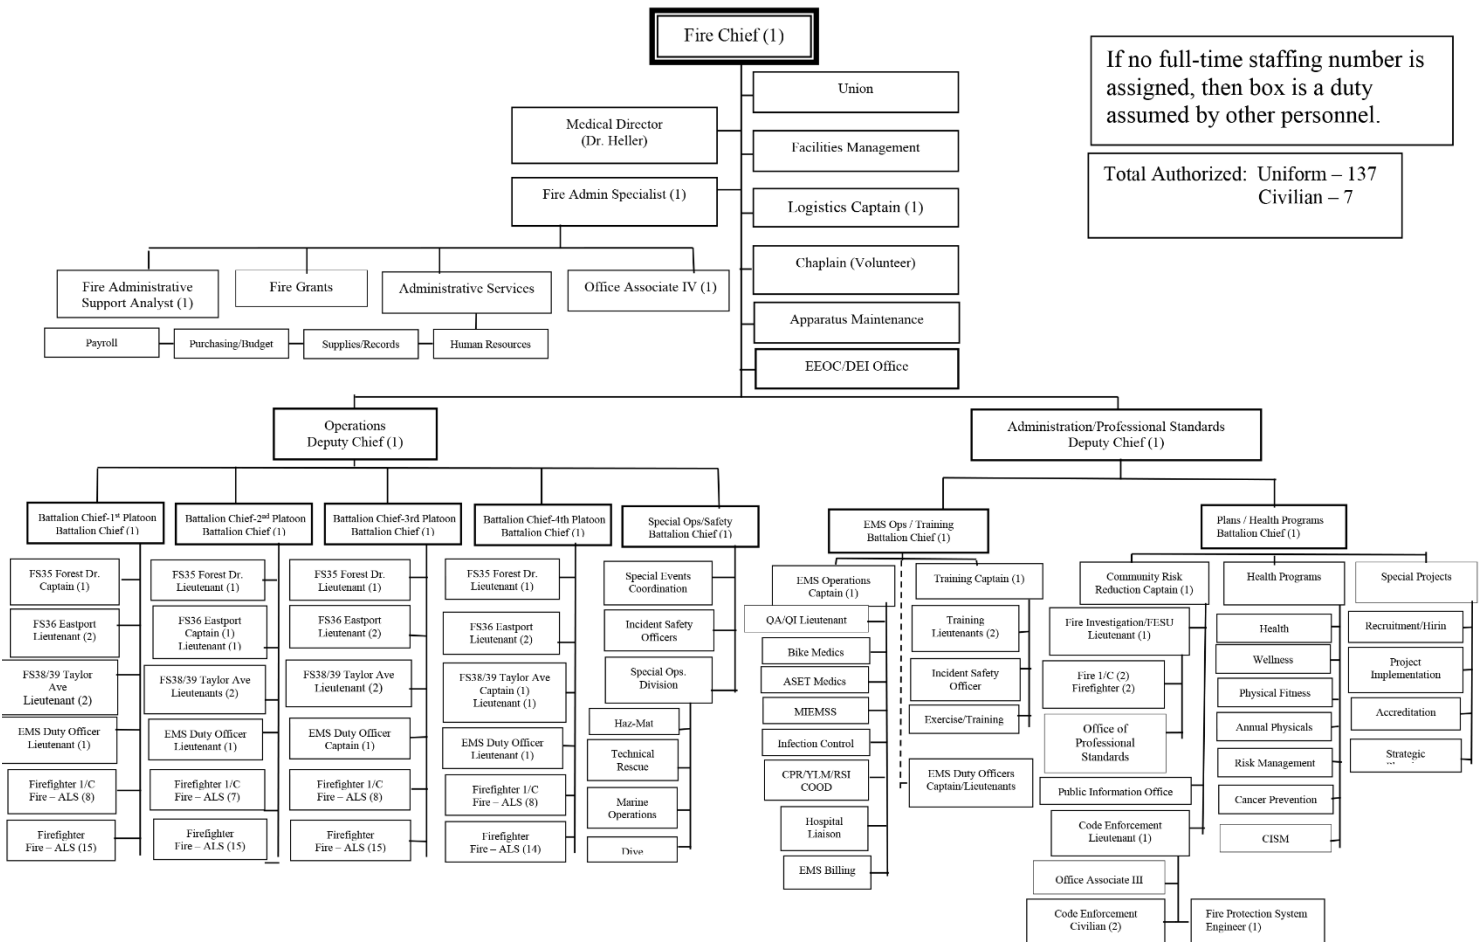 Fire Chief (1)
If no full-time staffing number is
assigned, then box is a duty
assumed by other personnel.
Total Authorized: Uniform – 137
Civilian – 7
Union
Medical Director
(Dr. Heller)
Facilities Management
Fire Admin Specialist (1)
Logistics Captain (1)
Chaplain (Volunteer)
Fire Administrative
Support Analyst (1)
Fire Grants
Administrative Services
Office Associate IV (1)
Apparatus Maintenance
Payroll
Purchasing/Budget
Supplies/Records
Human Resources
EEOC/DEI Office
Operations
Deputy Chief (1)
Administration/Professional Standards
Deputy Chief (1)
Battalion Chief-1st Platoon
Battalion Chief (1)
Battalion Chief-2nd Platoon
Battalion Chief (1)
Battalion Chief-3rd Platoon
Battalion Chief (1)
Battalion Chief-4th Platoon
Battalion Chief (1)
Special Ops/Safety
Battalion Chief (1)
EMS Ops / Training
Battalion Chief (1)
Plans / Health Programs
Battalion Chief (1)
FS35 Forest Dr.
Captain (1)
FS36 Eastport
Lieutenant (2)
FS38/39 Taylor
Ave
Lieutenant (2)
EMS Duty Officer
Lieutenant (1)
Firefighter 1/C
Fire – ALS (8)
Firefighter
Fire – ALS (15)
FS35 Forest Dr.
Lieutenant (1)
FS36 Eastport
Captain (1)
Lieutenant (1)
FS38/39 Taylor Ave
Lieutenants (2)
EMS Duty Officer
Lieutenant (1)
Firefighter 1/C
Fire – ALS (7)
Firefighter
Fire – ALS (15)
FS35 Forest Dr.
Lieutenant (1)
FS36 Eastport
Lieutenant (2)
FS38/39 Taylor Ave
Lieutenant (2)
EMS Duty Officer
Captain (1)
Firefighter 1/C
Fire – ALS (8)
Firefighter
Fire – ALS (15)
FS35 Forest Dr.
Lieutenant (1)
FS36 Eastport
Lieutenant (2)
FS38/39 Taylor Ave
Captain (1)
Lieutenant (1)
EMS Duty Officer
Lieutenant (1)
Firefighter 1/C
Fire – ALS (8)
Firefighter
Fire – ALS (14)
Special Events
Coordination
Incident Safety
Officers
Special Ops.
Division
Haz-Mat
Technical
Rescue
Marine
Operations
Dive
EMS Operations
Captain (1)
QA/QI Lieutenant
Bike Medics
ASET Medics
MIEMSS
Infection Control
CPR/YLM/RSI
COOD
Hospital
Liaison
EMS Billing
Training Captain (1)
Training
Lieutenants (2)
Incident Safety
Officer
Exercise/Training
EMS Duty Officers
Captain/Lieutenants
Community Risk
Reduction Captain (1)
Fire Investigation/FESU
Lieutenant (1)
Fire 1/C (2)
Firefighter (2)
Office of
Professional
Standards
Public Information Office
Code Enforcement
Lieutenant (1)
Office Associate III
Code Enforcement
Civilian (2)
Fire Protection System
Engineer (1)
Health Programs
Health
Wellness
Physical Fitness
Annual Physicals
Risk Management
Cancer Prevention
CISM
Special Projects
Recruitment/Hirin
Project
Implementation
Accreditation
Strategic